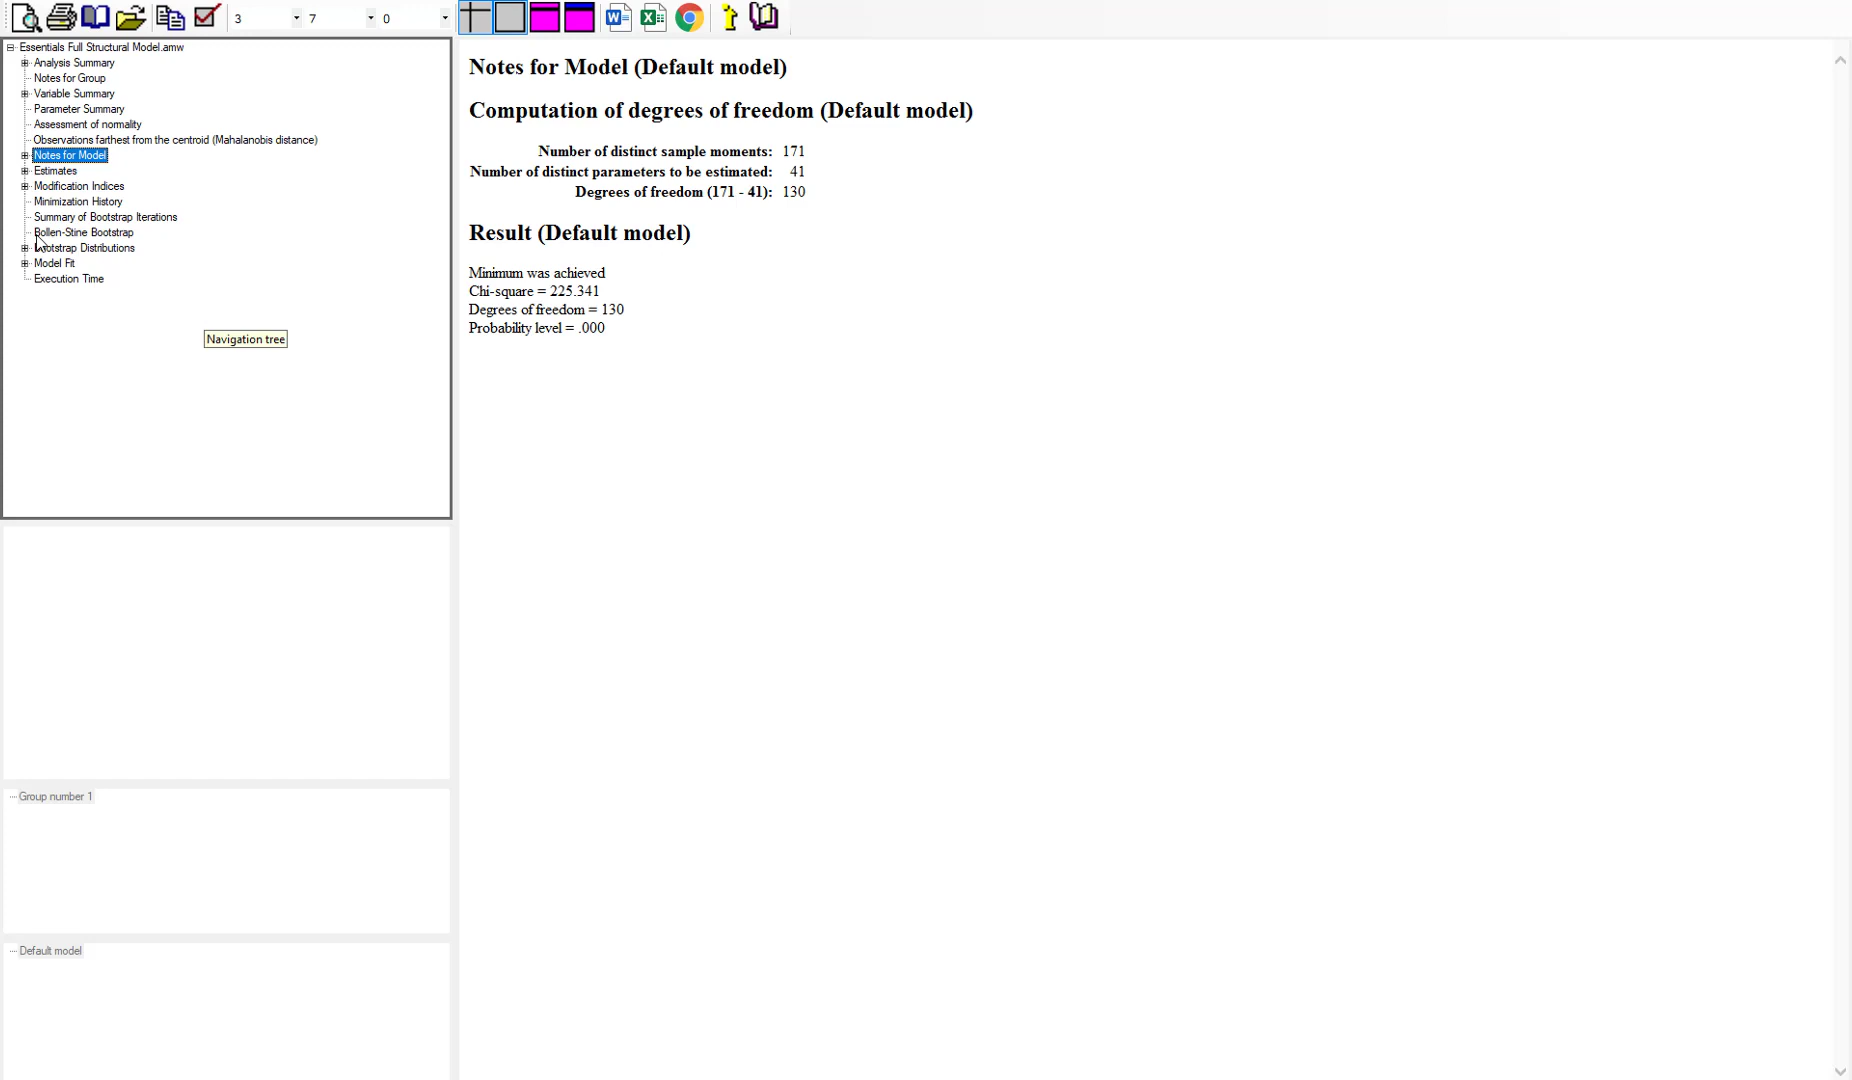 3 7 0
Essentials Full Structural Model.amw
Analysis Summary
Notes for Group
Variable Summary
Parameter Summary
Assessment of normality
Observations farthest from the centroid (Mahalanobis distance)
Notes for Model
Estimates
Modification Indices
Minimization History
Summary of Bootstrap Iterations
Bollen-Stine Bootstrap
Bootstrap Distributions
Model Fit
Execution Time
Navigation tree
Group number 1
Default model
Notes for Model (Default model)
Computation of degrees of freedom (Default model)
Number of distinct sample moments: 171
Number of distinct parameters to be estimated: 41
Degrees of freedom (171 - 41): 130
Result (Default model)
Minimum was achieved
Chi-square = 225.341
Degrees of freedom = 130
Probability level = .000